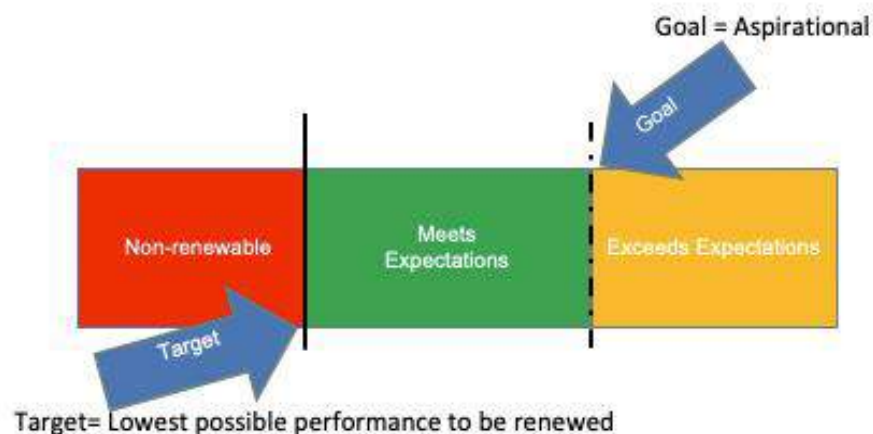 Goal = Aspirational
Goal
Non-renewable
Meets
Expectations
Exceeds Expectations
Target
Target= Lowest possible performance to be renewed